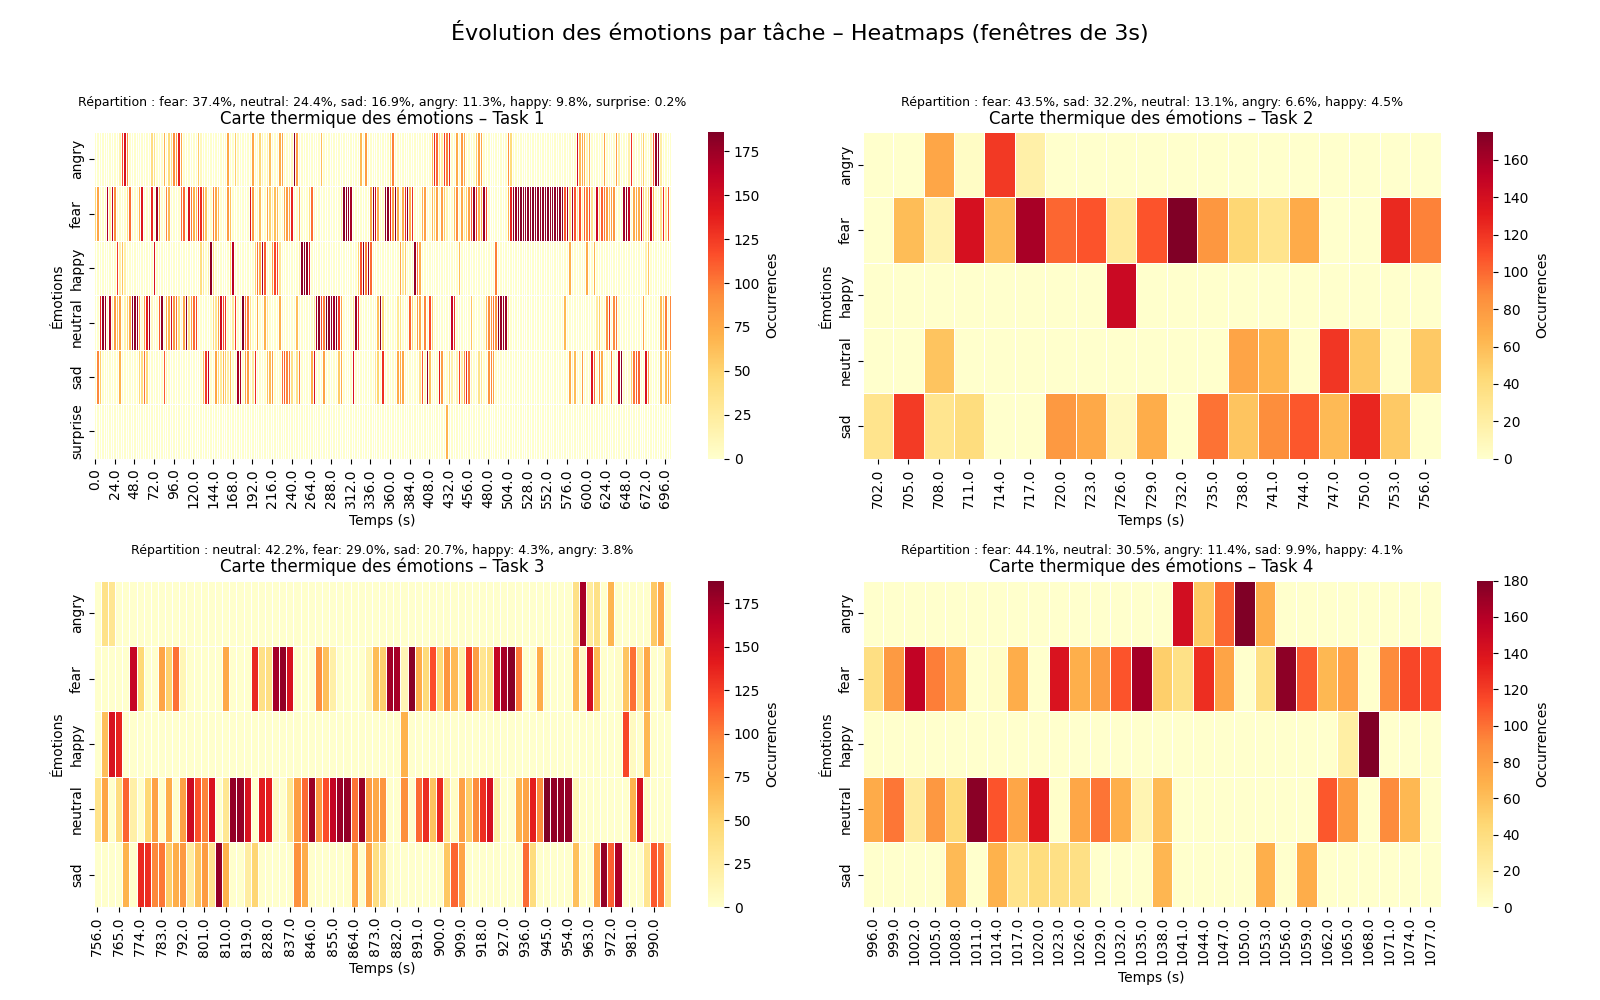 Évolution des émotions par tâche – Heatmaps (fenêtres de 3s)
Répartition : fear: 37.4%, neutral: 24.4%, sad: 16.9%, angry: 11.3%, happy: 9.8%, surprise: 0.2%
Carte thermique des émotions – Task 1
Émotions
angry
fear
happy
neutral
sad
surprise
0.0 24.0 48.0 72.0 96.0 120.0 144.0 168.0 192.0 216.0 240.0 264.0 288.0 312.0 336.0 360.0 384.0 408.0 432.0 456.0 480.0 504.0 528.0 552.0 576.0 600.0 624.0 648.0 672.0 696.0
Temps (s)
175
150
125
100
75
50
25
0
Occurrences
Répartition : fear: 43.5%, sad: 32.2%, neutral: 13.1%, angry: 6.6%, happy: 4.5%
Carte thermique des émotions – Task 2
Émotions
angry
fear
happy
neutral
sad
702.0 705.0 708.0 711.0 714.0 717.0 720.0 723.0 726.0 729.0 732.0 735.0 738.0 741.0 744.0 747.0 750.0 753.0 756.0
Temps (s)
160
140
120
100
80
60
40
20
0
Occurrences
Répartition : neutral: 42.2%, fear: 29.0%, sad: 20.7%, happy: 4.3%, angry: 3.8%
Carte thermique des émotions – Task 3
Émotions
angry
fear
happy
neutral
sad
756.0 765.0 774.0 783.0 792.0 801.0 810.0 819.0 828.0 837.0 846.0 855.0 864.0 873.0 882.0 891.0 900.0 909.0 918.0 927.0 936.0 945.0 954.0 963.0 972.0 981.0 990.0
Temps (s)
175
150
125
100
75
50
25
0
Occurrences
Répartition : fear: 44.1%, neutral: 30.5%, angry: 11.4%, sad: 9.9%, happy: 4.1%
Carte thermique des émotions – Task 4
Émotions
angry
fear
happy
neutral
sad
996.0 999.0 1002.0 1005.0 1008.0 1011.0 1014.0 1017.0 1020.0 1023.0 1026.0 1029.0 1032.0 1035.0 1038.0 1041.0 1044.0 1047.0 1050.0 1053.0 1056.0 1059.0 1062.0 1065.0 1068.0 1071.0 1074.0 1077.0
Temps (s)
180
160
140
120
100
80
60
40
20
0
Occurrences